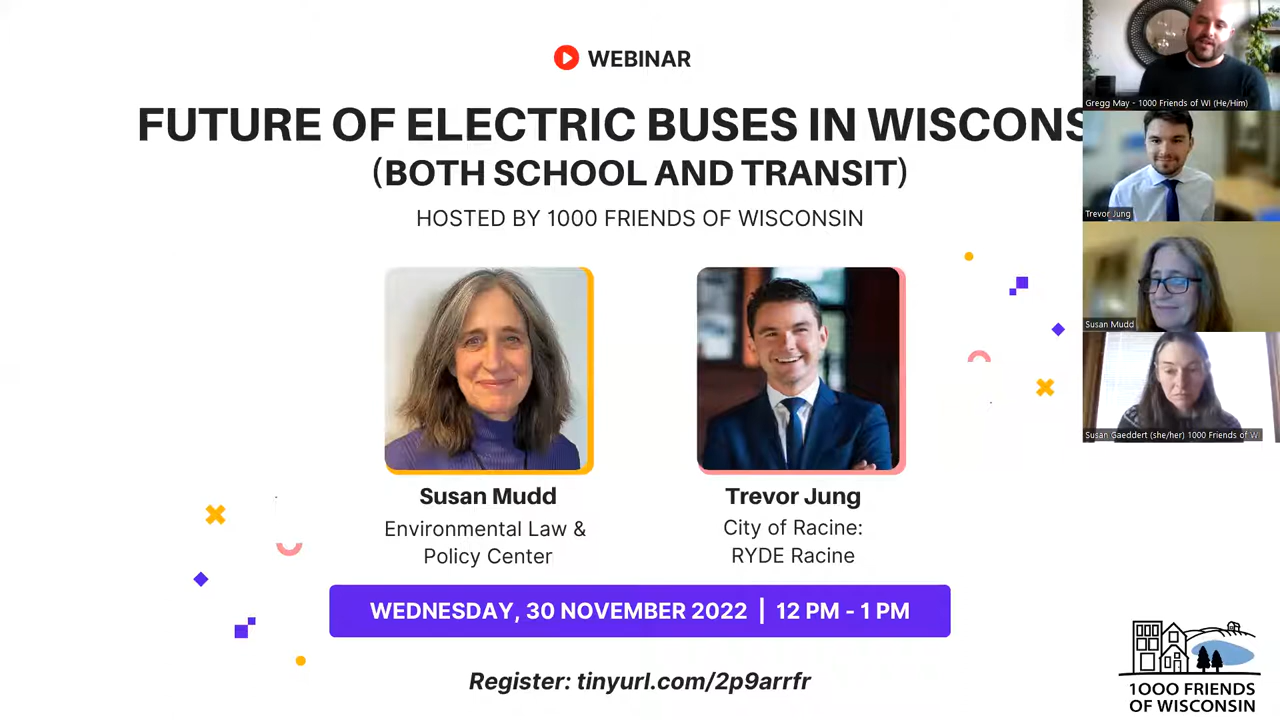 WEBINAR
FUTURE OF ELECTRIC BUSES IN WISCONS
(BOTH SCHOOL AND TRANSIT)
HOSTED BY 1000 FRIENDS OF WISCONSIN
Susan Mudd
Environmental Law &
Policy Center
Trevor Jung
City of Racine:
RYDE Racine
WEDNESDAY, 30 NOVEMBER 2022 | 12 PM - 1 PM
Register: tinyurl.com/2p9arrfr
Gregg May - 1000 Friends of WI (He/Him)
Trevor Jung
Susan Mudd
Susan Gaeddert (she/her) 1000 Friends of WI
1000 FRIENDS
OF WISCONSIN